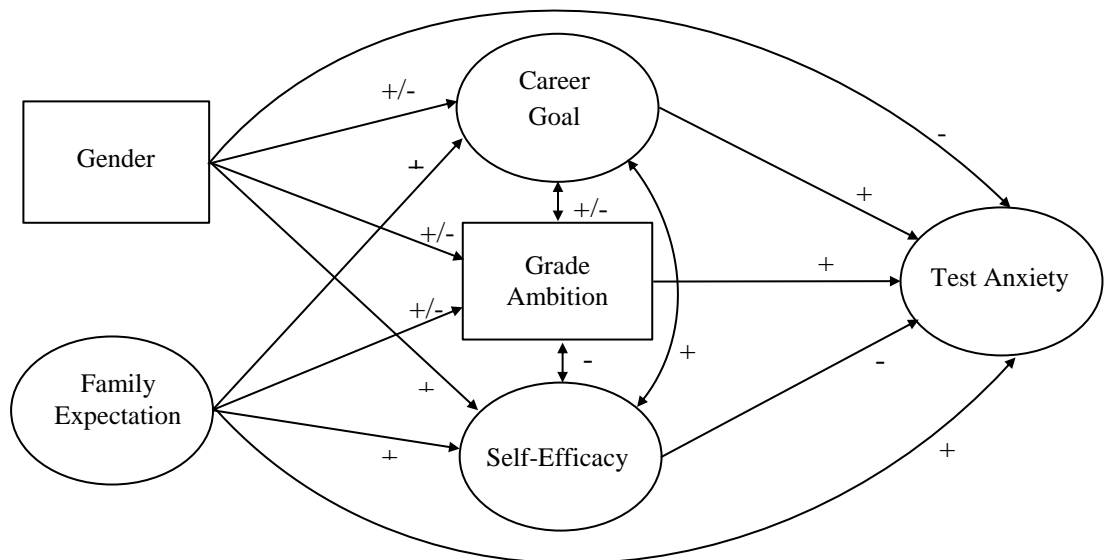 Career
Goal
+/-
-
Gender
+
+
+/-
+/-
Grade
Ambition
+
Test Anxiety
+/-
-
+
-
Family
Expectation
+
+
Self-Efficacy
+